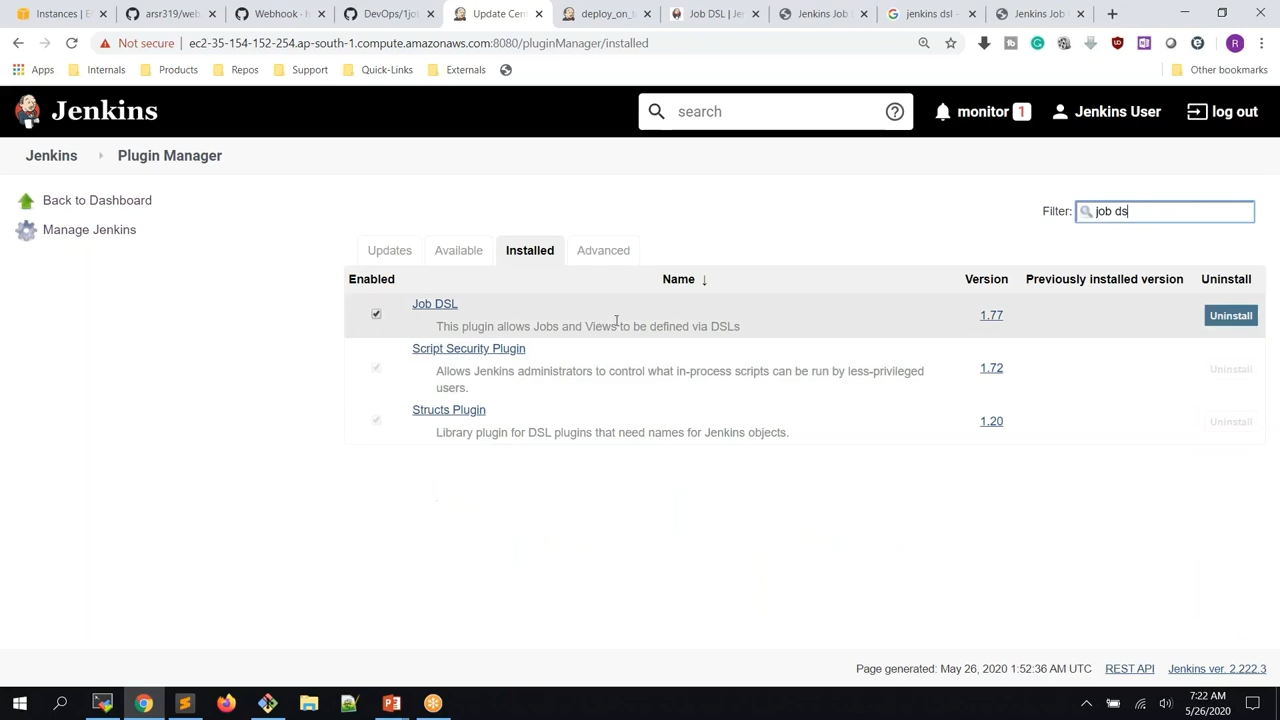 Instances | E
arsr319/web
Webhook - h
DevOps/1jo
Update Cen
deploy_on_t
Job DSL | Je
Jenkins Job
jenkins dsl -
Jenkins Job
Not secure
ec2-35-154-152-254.ap-south-1.compute.amazonaws.com:8080/pluginManager/installed
Apps
Internals
Products
Repos
Support
Quick-Links
Externals
Other bookmarks
Jenkins
search
monitor 1
Jenkins User
log out
Jenkins
Plugin Manager
Back to Dashboard
Manage Jenkins
Filter: job ds
Updates
Available
Installed
Advanced
Enabled
Name ↓
Version
Previously installed version
Uninstall
Job DSL
This plugin allows Jobs and Views to be defined via DSLs
1.77
Uninstall
Script Security Plugin
Allows Jenkins administrators to control what in-process scripts can be run by less-privileged
users.
1.72
Uninstall
Structs Plugin
Library plugin for DSL plugins that need names for Jenkins objects.
1.20
Uninstall
Page generated: May 26, 2020 1:52:36 AM UTC
REST API
Jenkins ver. 2.222.3
7:22 AM
5/26/2020